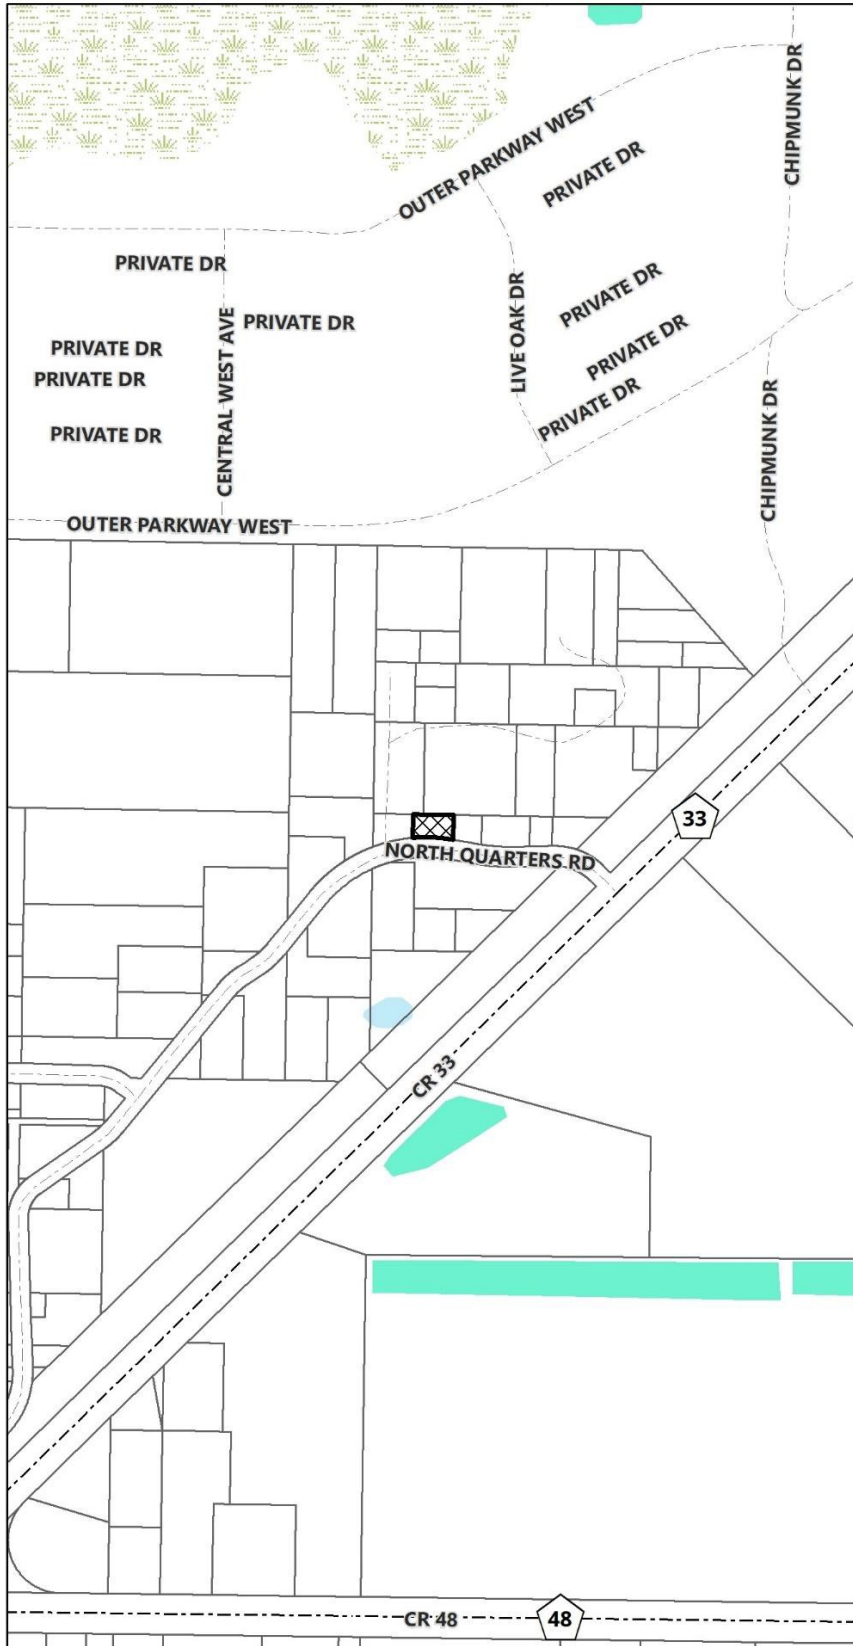 CHIPMUNK DR
OUTER PARKWAY WEST
PRIVATE DR
PRIVATE DR
PRIVATE DR
LIVE OAK DR
PRIVATE DR
CENTRAL WEST AVE
PRIVATE DR
PRIVATE DR
PRIVATE DR
PRIVATE DR
PRIVATE DR
CHIPMUNK DR
OUTER PARKWAY WEST
33
NORTH QUARTERS RD
CR 33
CR 48
48